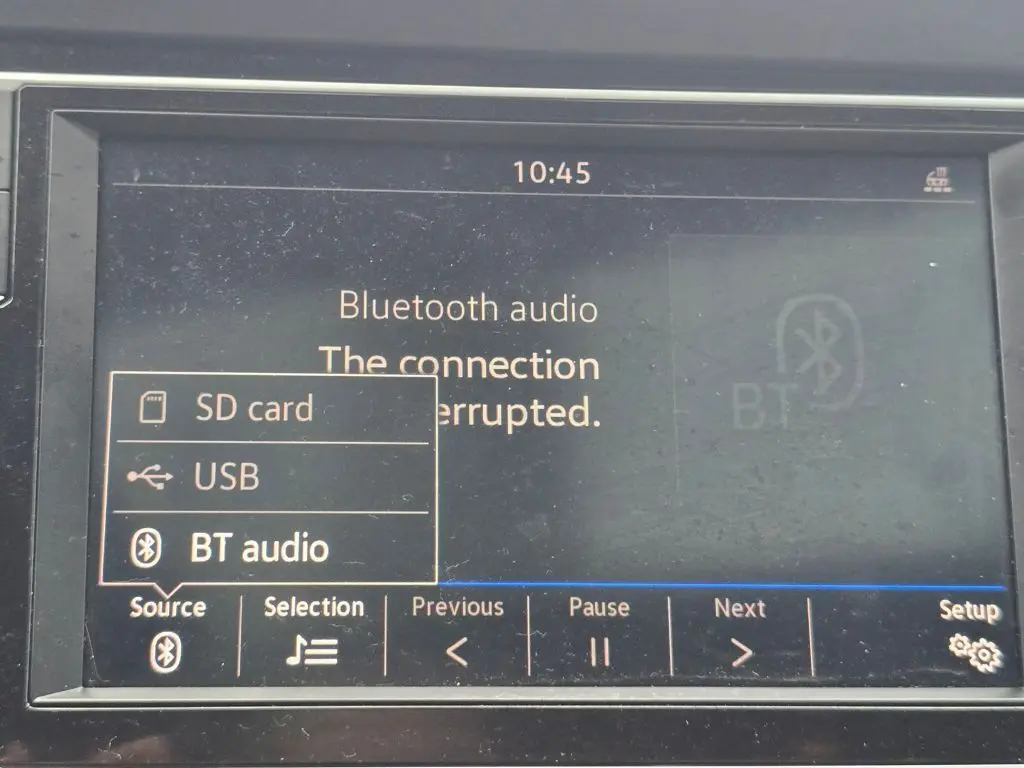 10:45
Bluetooth audio
The connection
errupted.
BT
SD card
USB
BT audio
Source
Selection
Previous
Pause
Next
Setup